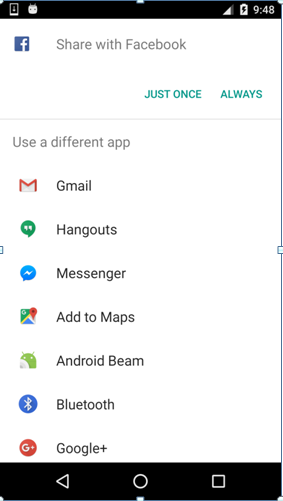 9:48
Share with Facebook
JUST ONCE ALWAYS
Use a different app
Gmail
Hangouts
Messenger
Add to Maps
Android Beam
Bluetooth
G+ Google+